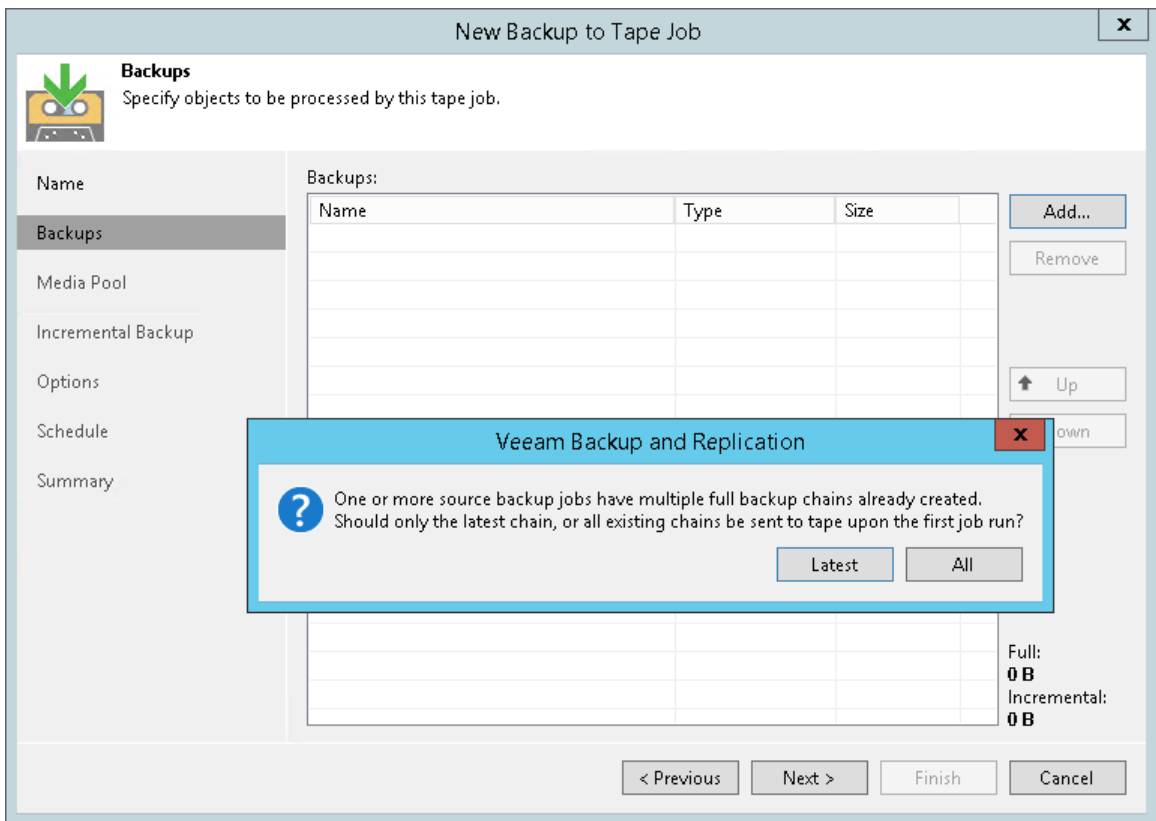 New Backup to Tape Job
x
Backups
Specify objects to be processed by this tape job.
Name
Backups
Media Pool
Incremental Backup
Options
Schedule
Summary
Backups:
Name Type Size
Add...
Remove
Up
own
Veeam Backup and Replication
x
One or more source backup jobs have multiple full backup chains already created.
Should only the latest chain, or all existing chains be sent to tape upon the first job run?
Latest All
Full:
0 B
Incremental:
0 B
< Previous Next > Finish Cancel